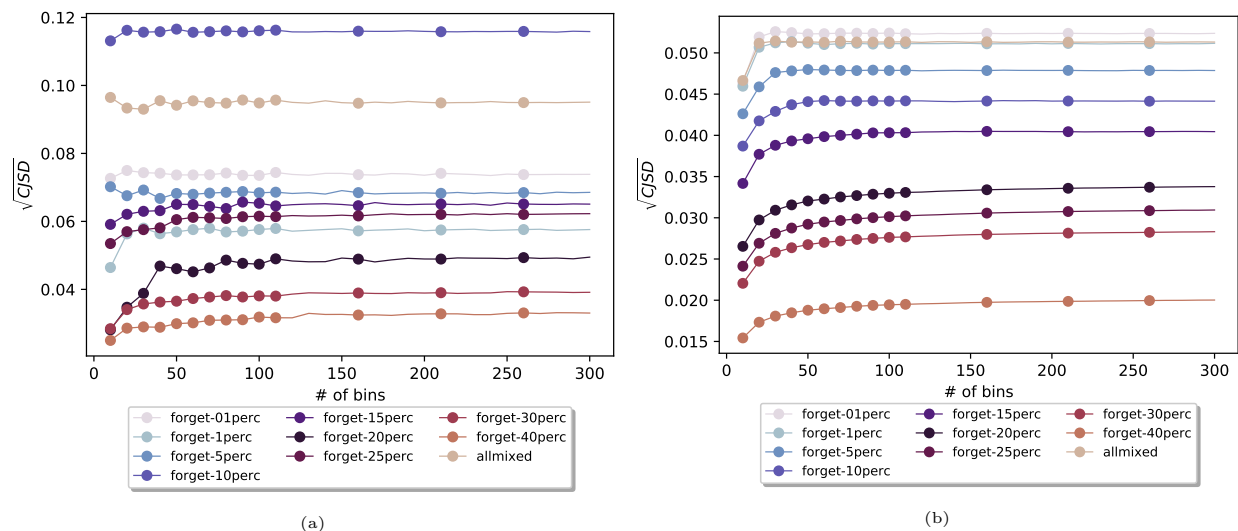 0.12
0.10
0.08
0.06
0.04
√CJSD
0 50 100 150 200 250 300
# of bins
forget-01perc forget-15perc forget-30perc
forget-1perc forget-20perc forget-40perc
forget-5perc forget-25perc allmixed
forget-10perc
(a)
0.050
0.045
0.040
0.035
0.030
0.025
0.020
0.015
√CJSD
0 50 100 150 200 250 300
# of bins
forget-01perc forget-15perc forget-30perc
forget-1perc forget-20perc forget-40perc
forget-5perc forget-25perc allmixed
forget-10perc
(b)